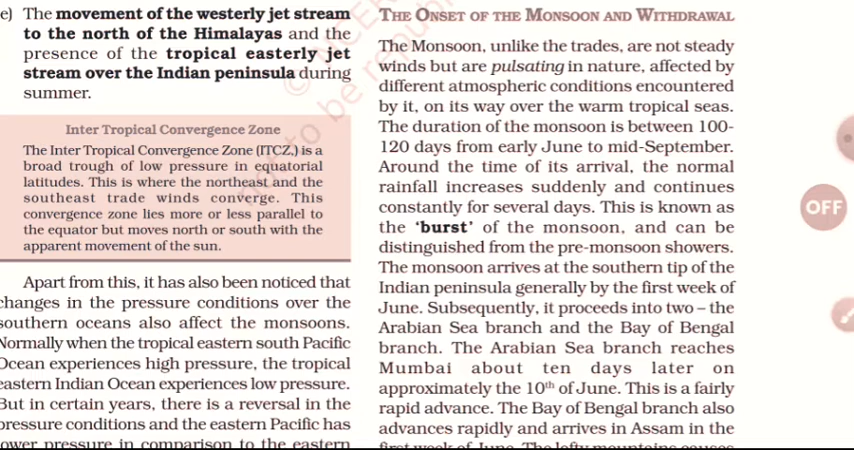 e) The movement of the westerly jet stream
to the north of the Himalayas and the
presence of the tropical easterly jet
stream over the Indian peninsula during
summer.
Inter Tropical Convergence Zone
The Inter Tropical Convergence Zone (ITCZ,) is a
broad trough of low pressure in equatorial
latitudes. This is where the northeast and the
southeast trade winds converge. This
convergence zone lies more or less parallel to
the equator but moves north or south with the
apparent movement of the sun.
Apart from this, it has also been noticed that
changes in the pressure conditions over the
southern oceans also affect the monsoons.
Normally when the tropical eastern south Pacific
Ocean experiences high pressure, the tropical
eastern Indian Ocean experiences low pressure.
But in certain years, there is a reversal in the
pressure conditions and the eastern Pacific has
lower pressure in comparison to the eastern
THE ONSET OF THE MONSOON AND WITHDRAWAL
The Monsoon, unlike the trades, are not steady
winds but are pulsating in nature, affected by
different atmospheric conditions encountered
by it, on its way over the warm tropical seas.
The duration of the monsoon is between 100-
120 days from early June to mid-September.
Around the time of its arrival, the normal
rainfall increases suddenly and continues
constantly for several days. This is known as
the ‘burst’ of the monsoon, and can be
distinguished from the pre-monsoon showers.
The monsoon arrives at the southern tip of the
Indian peninsula generally by the first week of
June. Subsequently, it proceeds into two – the
Arabian Sea branch and the Bay of Bengal
branch. The Arabian Sea branch reaches
Mumbai about ten days later on
approximately the 10th of June. This is a fairly
rapid advance. The Bay of Bengal branch also
advances rapidly and arrives in Assam in the
first week of June. The lofty mountains causes
OFF